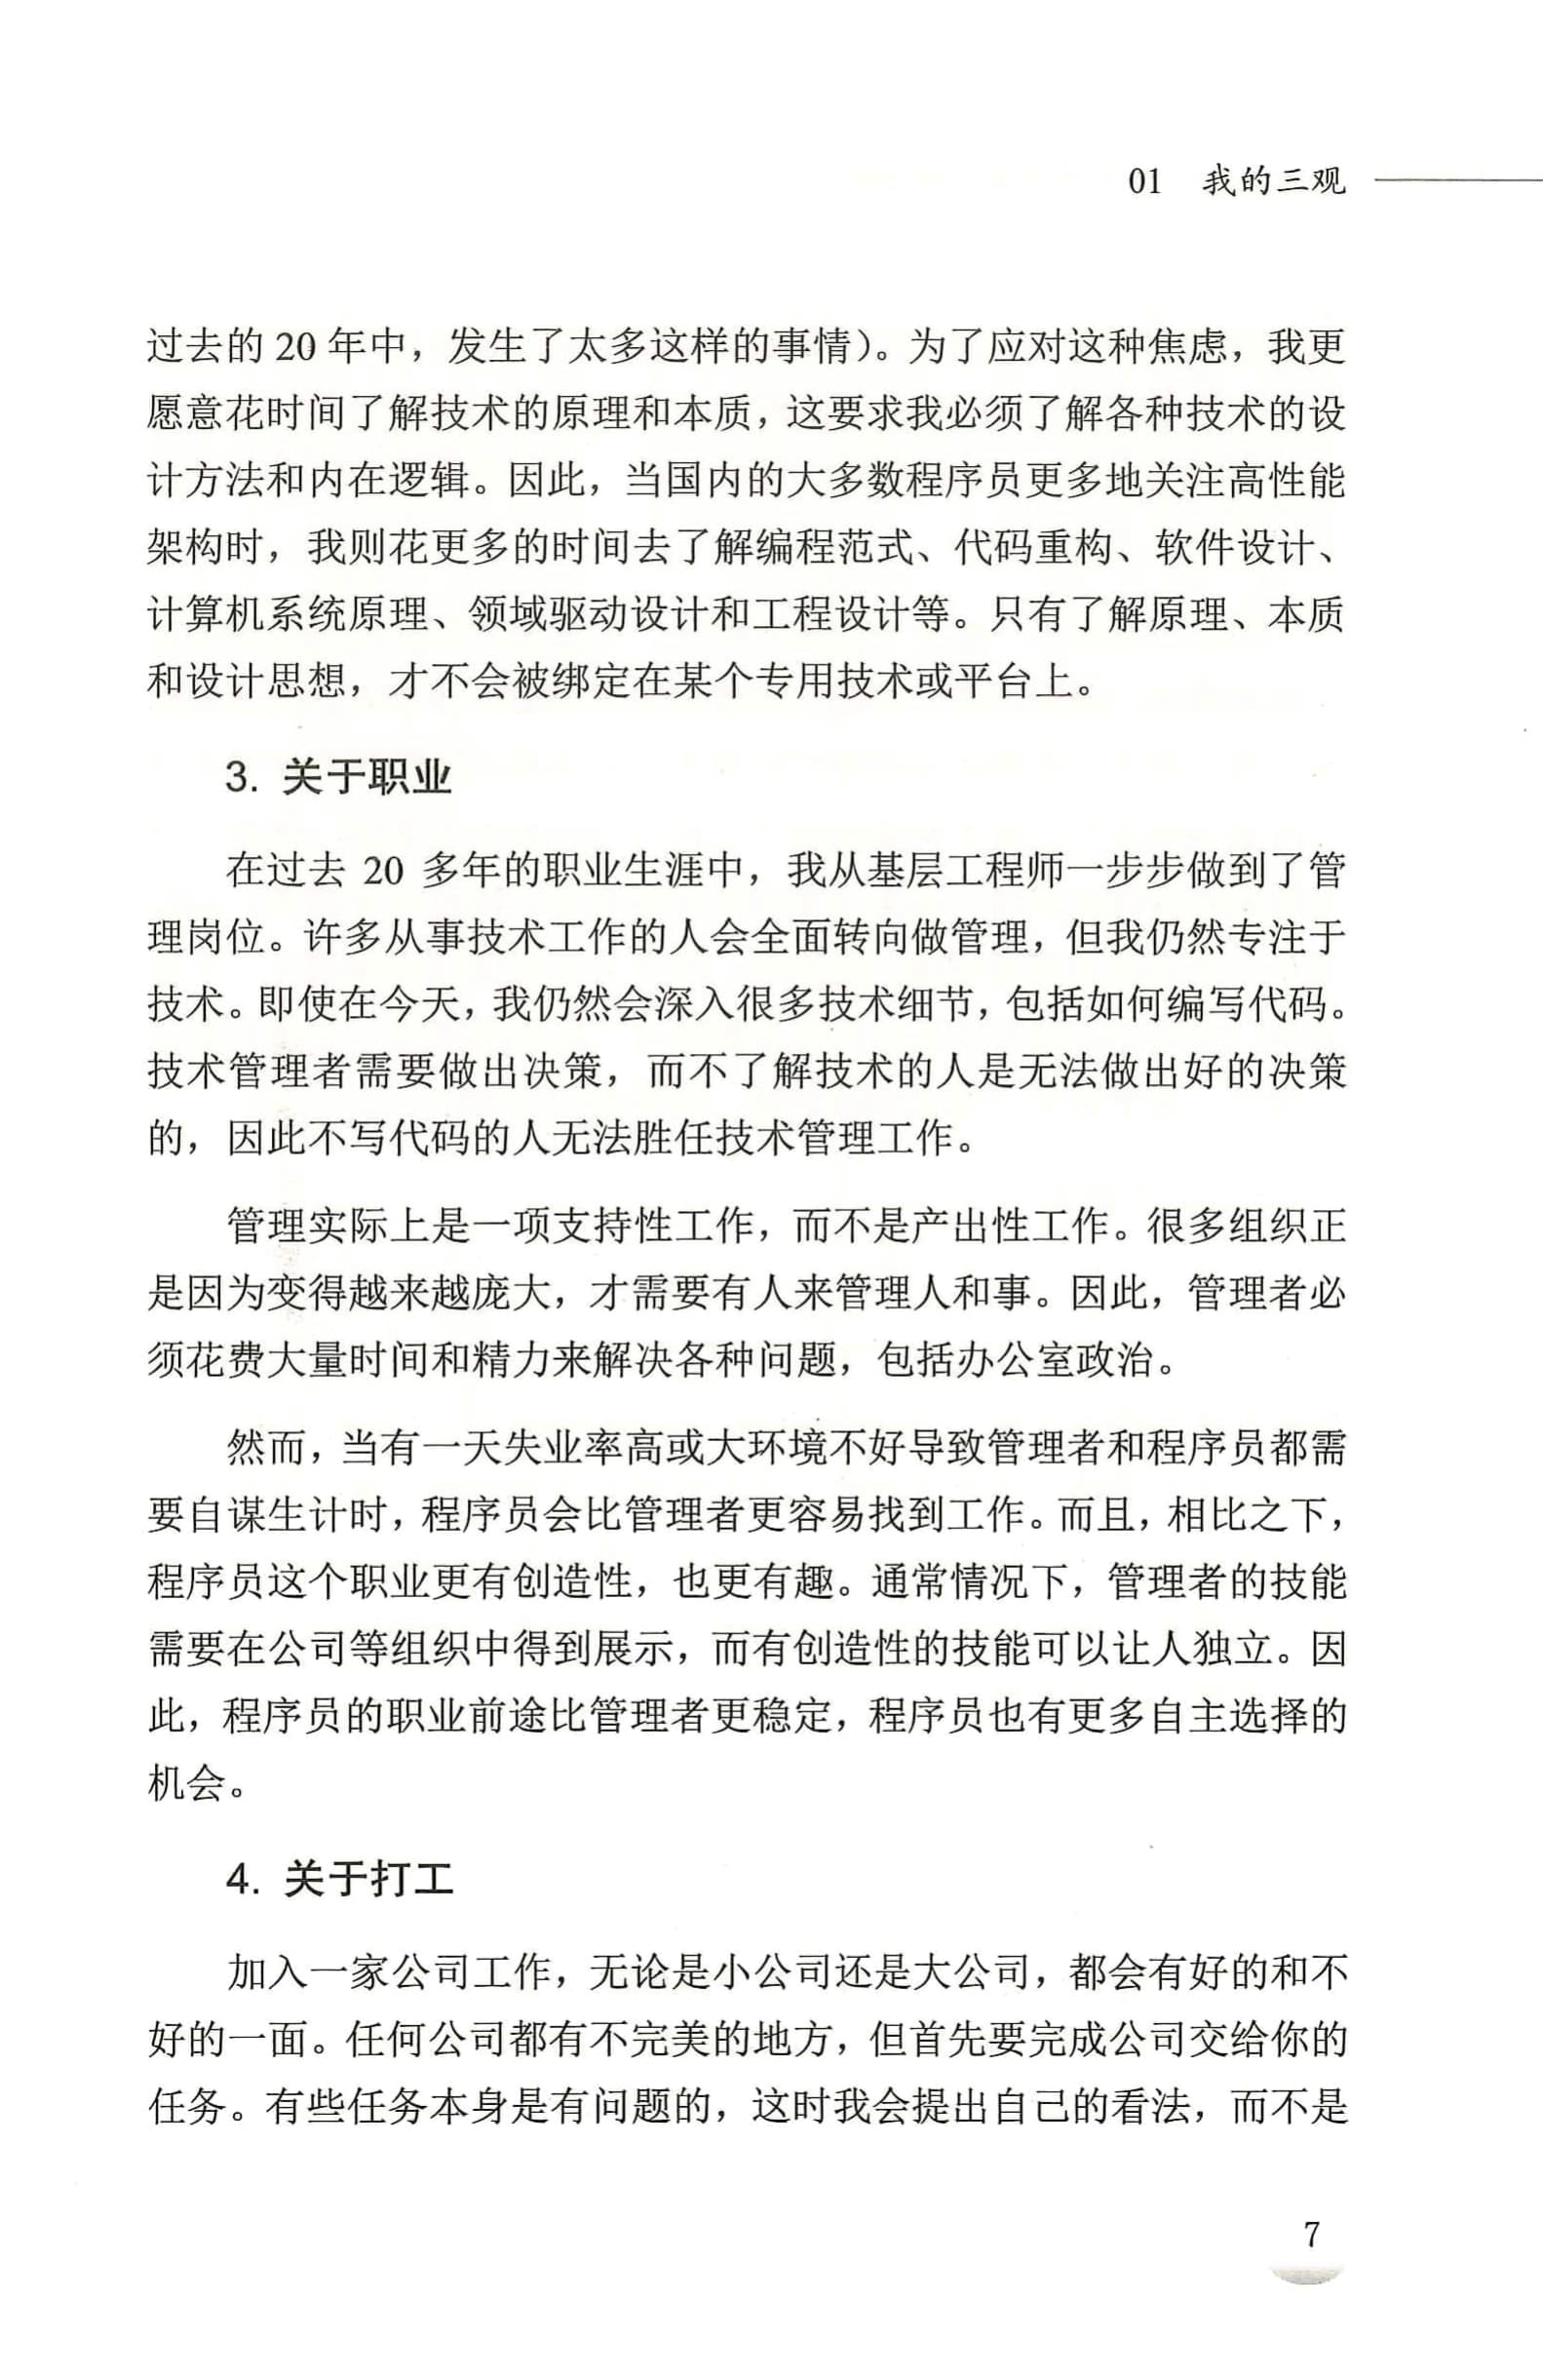 01 我的三观
过去的 20 年中，发生了太多这样的事情）。为了应对这种焦虑，我更
愿意花时间了解技术的原理和本质，这要求我必须了解各种技术的设
计方法和内在逻辑。因此，当国内的大多数程序员更多地关注高性能
架构时，我则花更多的时间去了解编程范式、代码重构、软件设计、
计算机系统原理、领域驱动设计和工程设计等。只有了解原理、本质
和设计思想，才不会被绑定在某个专用技术或平台上。
3. 关于职业
在过去 20 多年的职业生涯中，我从基层工程师一步步做到了管
理岗位。许多从事技术工作的人会全面转向做管理，但我仍然专注于
技术。即使在今天，我仍然会深入很多技术细节，包括如何编写代码。
技术管理者需要做出决策，而不了解技术的人是无法做出好的决策
的，因此不写代码的人无法胜任技术管理工作。
管理实际上是一项支持性工作，而不是产出性工作。很多组织正
是因为变得越来越庞大，才需要有人来管理人和事。因此，管理者必
须花费大量时间和精力来解决各种问题，包括办公室政治。
然而，当有一天失业率高或大环境不好导致管理者和程序员都需
要自谋生计时，程序员会比管理者更容易找到工作。而且，相比之下，
程序员这个职业更有创造性，也更有趣。通常情况下，管理者的技能
需要在公司等组织中得到展示，而有创造性的技能可以让人独立。因
此，程序员的职业前途比管理者更稳定，程序员也有更多自主选择的
机会。
4. 关于打工
加入一家公司工作，无论是小公司还是大公司，都会有好的和不
好的一面。任何公司都有不完美的地方，但首先要完成公司交给你的
任务。有些任务本身是有问题的，这时我会提出自己的看法，而不是
7